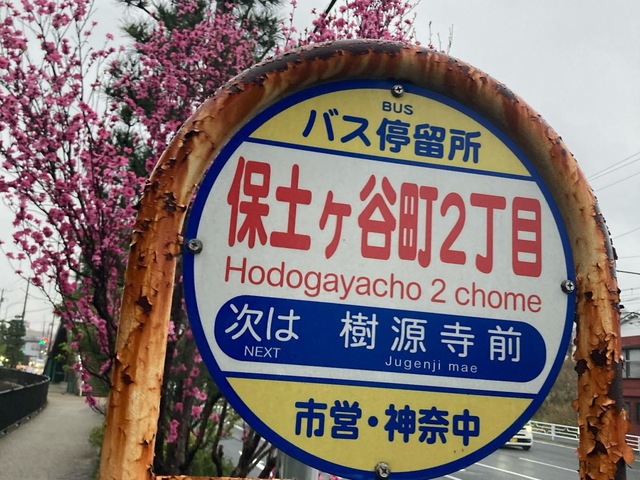 BUS
バス停留所
保土ヶ谷町2丁目
Hodogayacho 2 chome
次は 樹源寺前
NEXT Jugenji mae
市営・神奈中